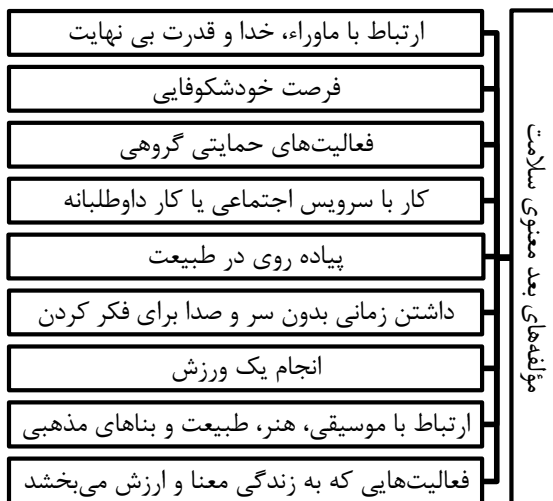 مؤلفه‌های بعد معنوی سلامت
ارتباط با ماوراء، خدا و قدرت بی نهایت
فرصت خودشکوفایی
فعالیت‌های حمایتی گروهی
کار با سرویس اجتماعی یا کار داوطلبانه
پیاده روی در طبیعت
داشتن زمانی بدون سر و صدا برای فکر کردن
انجام یک ورزش
ارتباط با موسیقی، هنر، طبیعت و بناهای مذهبی
فعالیت‌هایی که به زندگی معنا و ارزش می‌بخشد